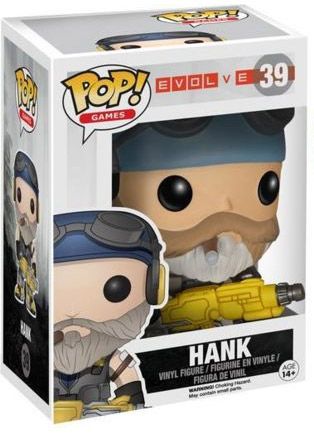 POP!
GAMES
EVOLVE
39
HANK
VINYL FIGURE / FIGURINE EN VINYLE /
FIGURA DE VINIL
WARNING: Choking Hazard.
May contain small parts.
AGE
14+
HANK